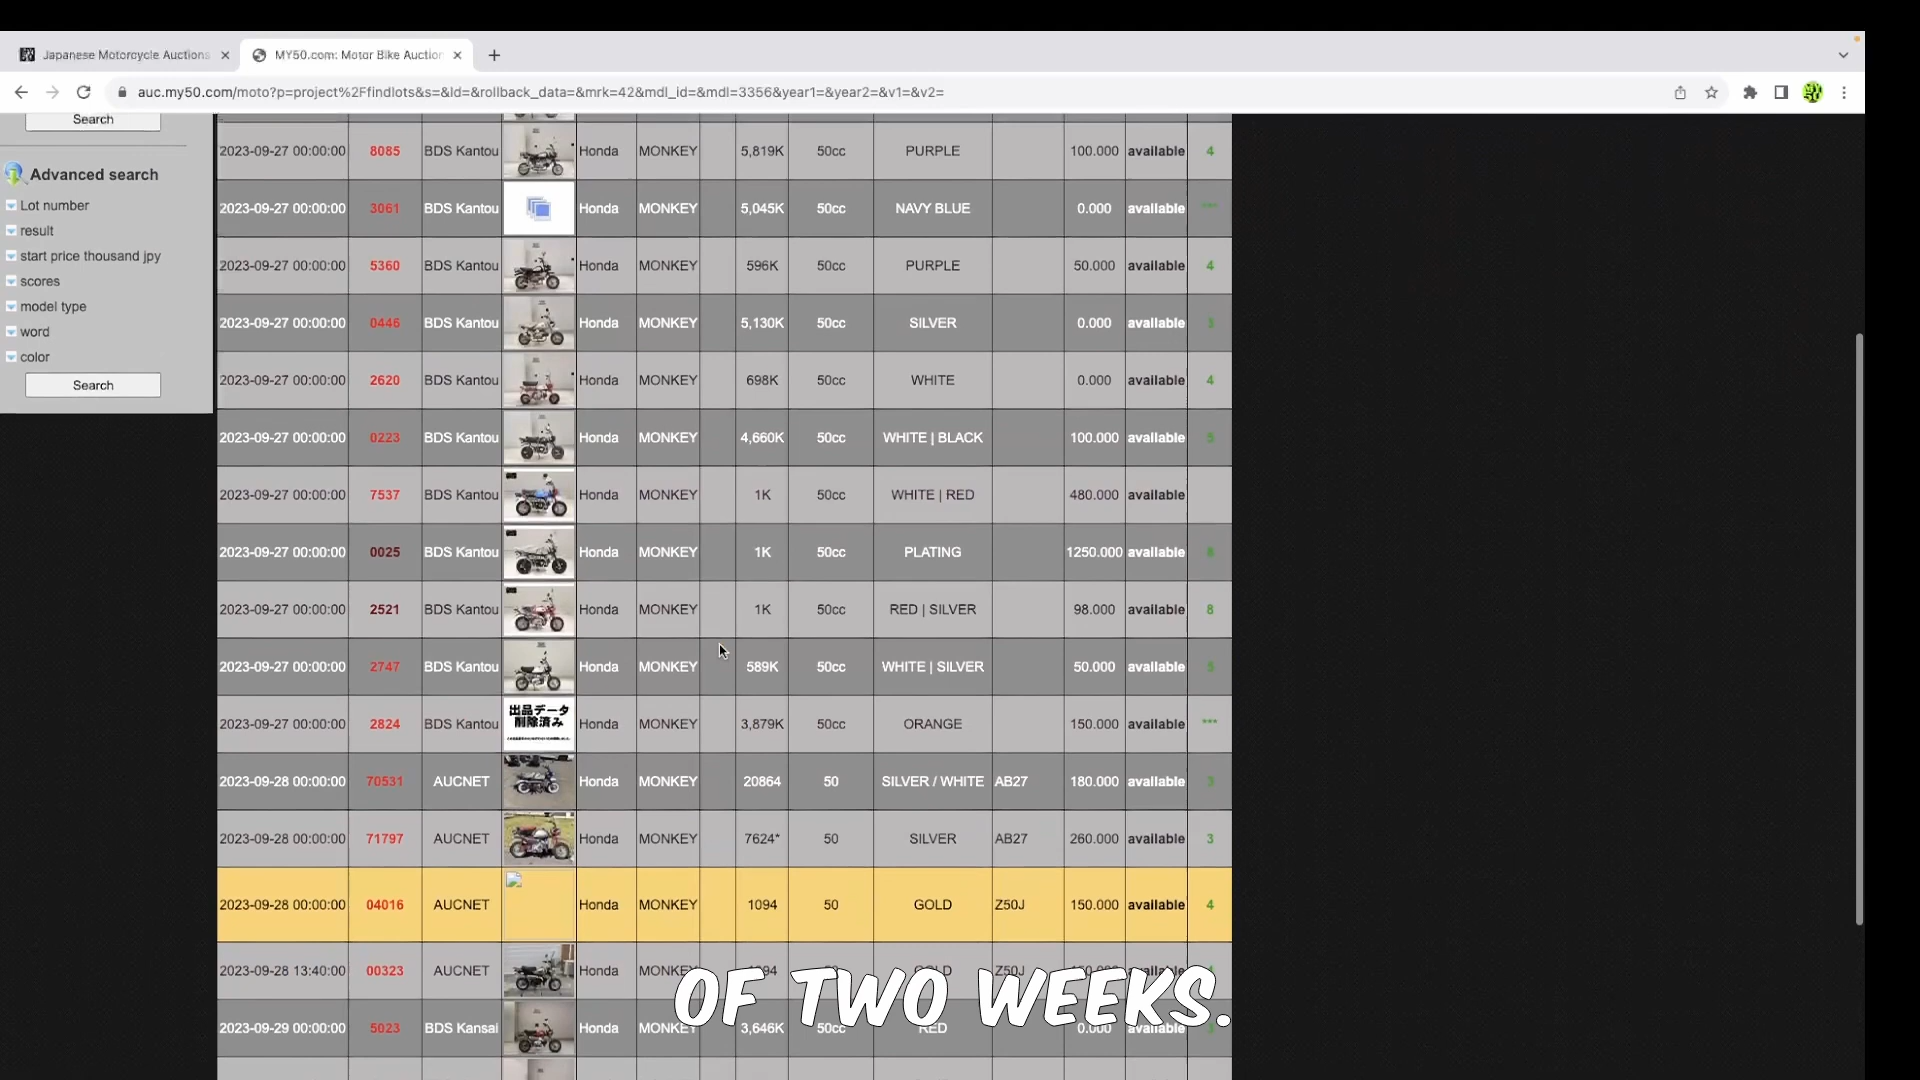 Japanese Motorcycle Auctions
MY50.com: Motor Bike Auction
auc.my50.com/moto?p=project%2Ffindlots&s=&ld=&rollback_data=&mrk=42&mdl_id=&mdl=3356&year1=&year2=&v1=&v2=
Search
Advanced search
Lot number
result
start price thousand jpy
scores
model type
word
color
Search
2023-09-27 00:00:00 8085 BDS Kantou Honda MONKEY 5,819K 50cc PURPLE 100.000 available 4
2023-09-27 00:00:00 3061 BDS Kantou Honda MONKEY 5,045K 50cc NAVY BLUE 0.000 available ***
2023-09-27 00:00:00 5360 BDS Kantou Honda MONKEY 596K 50cc PURPLE 50.000 available 4
2023-09-27 00:00:00 0446 BDS Kantou Honda MONKEY 5,130K 50cc SILVER 0.000 available
2023-09-27 00:00:00 2620 BDS Kantou Honda MONKEY 698K 50cc WHITE 0.000 available 4
2023-09-27 00:00:00 0223 BDS Kantou Honda MONKEY 4,660K 50cc WHITE | BLACK 100.000 available 5
2023-09-27 00:00:00 7537 BDS Kantou Honda MONKEY 1K 50cc WHITE | RED 480.000 available
2023-09-27 00:00:00 0025 BDS Kantou Honda MONKEY 1K 50cc PLATING 1250.000 available
2023-09-27 00:00:00 2521 BDS Kantou Honda MONKEY 1K 50cc RED | SILVER 98.000 available 8
2023-09-27 00:00:00 2747 BDS Kantou Honda MONKEY 589K 50cc WHITE | SILVER 50.000 available 5
2023-09-27 00:00:00 2824 BDS Kantou 出品データ削除済み Honda MONKEY 3,879K 50cc ORANGE 150.000 available ***
2023-09-28 00:00:00 70531 AUCNET Honda MONKEY 20864 50 SILVER / WHITE AB27 180.000 available 3
2023-09-28 00:00:00 71797 AUCNET Honda MONKEY 7624* 50 SILVER AB27 260.000 available 3
2023-09-28 00:00:00 04016 AUCNET Honda MONKEY 1094 50 GOLD Z50J 150.000 available 4
2023-09-28 13:40:00 00323 AUCNET Honda MONKEY 1094 50 GOLD Z50J 150.000 available 4
2023-09-29 00:00:00 5023 BDS Kansai Honda MONKEY 3,646K 50cc RED 0.000 available
OF TWO WEEKS.